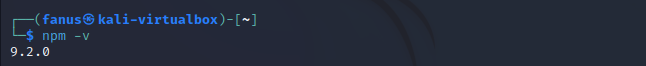 ┌──(fanus㉿kali-virtualbox)-[~]
└─$ npm -v
9.2.0